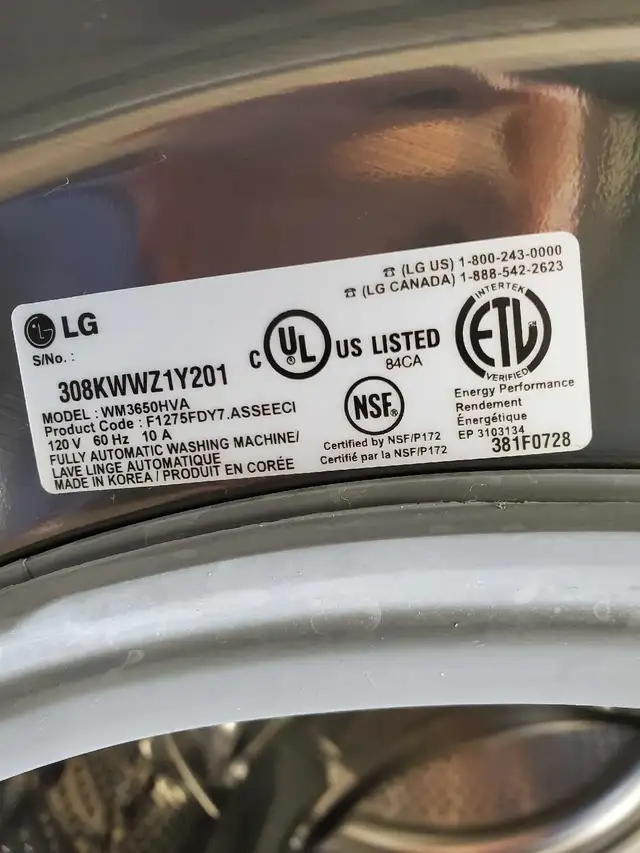 ☎ (LG US) 1-800-243-0000
☎ (LG CANADA) 1-888-542-2623
LG
S/No. :
308KWWZ1Y201
MODEL : WM3650HVA
Product Code : F1275FDY7.ASSEECI
120 V 60 Hz 10 A
FULLY AUTOMATIC WASHING MACHINE/
LAVE LINGE AUTOMATIQUE
MADE IN KOREA / PRODUIT EN CORÉE
C UL ® US LISTED
84CA
NSF
Certified by NSF/P172
Certifié par la NSF/P172
INTERTEK
ETL
VERIFIED
Energy Performance
Rendement
Énergétique
EP 3103134
381F0728